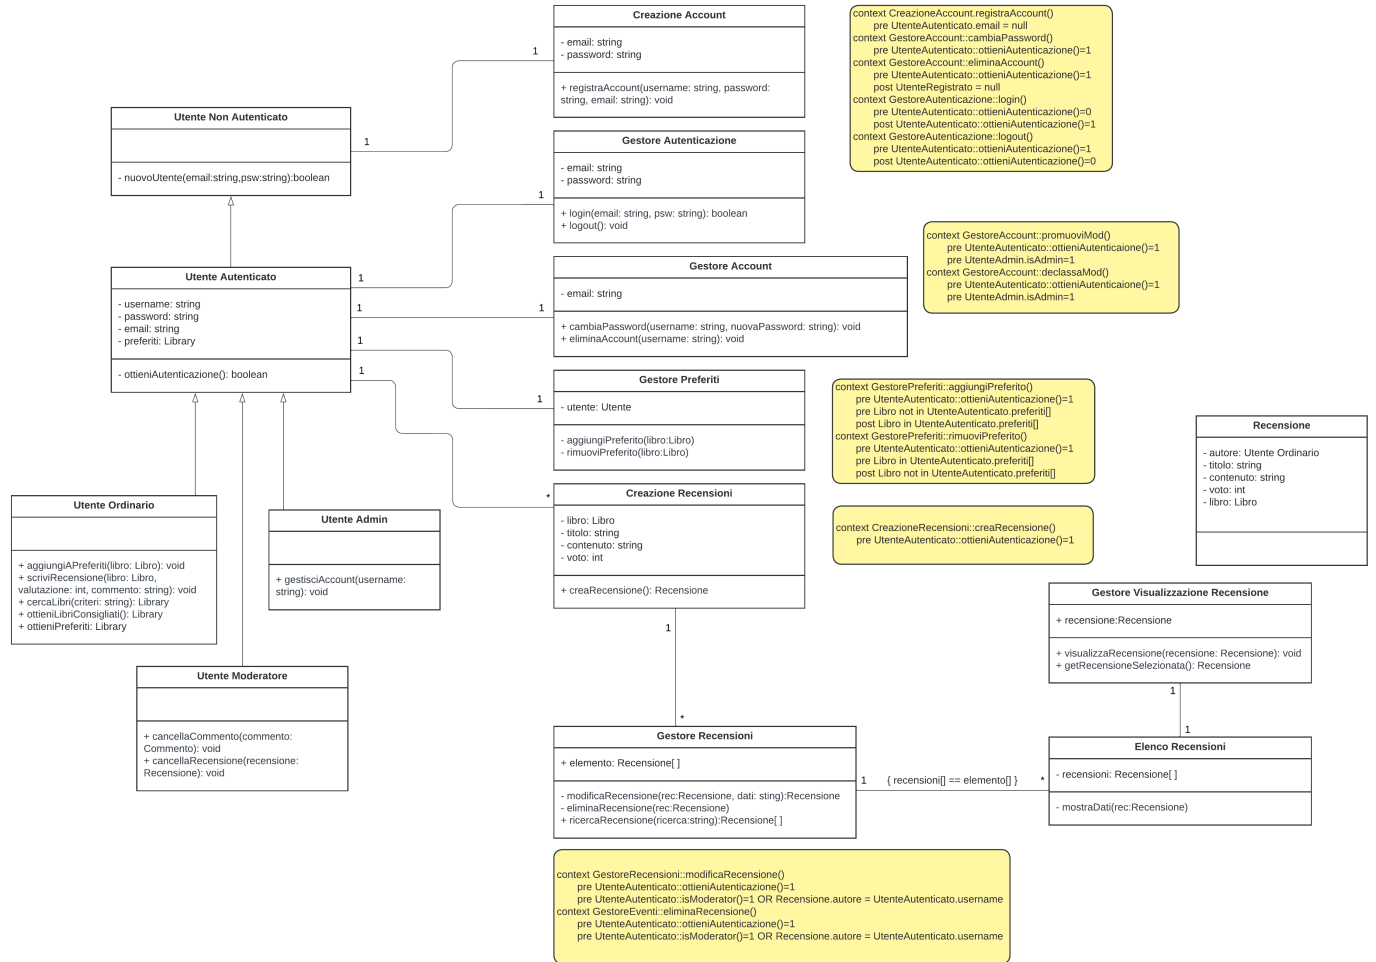 Creazione Account
- email: string
- password: string
+ registraAccount(username: string, password:
string, email: string): void
1
context CreazioneAccount.registraAccount()
pre UtenteAutenticato.email = null
context GestoreAccount::cambiaPassword()
pre UtenteAutenticato::ottieniAutenticazione()=1
context GestoreAccount::eliminaAccount()
pre UtenteAutenticato::ottieniAutenticazione()=1
post UtenteRegistrato = null
context GestoreAutenticazione::login()
pre UtenteAutenticato::ottieniAutenticazione()=0
post UtenteAutenticato::ottieniAutenticazione()=1
context GestoreAutenticazione::logout()
pre UtenteAutenticato::ottieniAutenticazione()=1
post UtenteAutenticato::ottieniAutenticazione()=0
Utente Non Autenticato
- nuovoUtente(email:string,psw:string):boolean
1
Gestore Autenticazione
- email: string
- password: string
+ login(email: string, psw: string): boolean
+ logout(): void
1
context GestoreAccount::promuoviMod()
pre UtenteAutenticato::ottieniAutenticaione()=1
pre UtenteAdmin.isAdmin=1
context GestoreAccount::declassaMod()
pre UtenteAutenticato::ottieniAutenticaione()=1
pre UtenteAdmin.isAdmin=1
Utente Autenticato
- username: string
- password: string
- email: string
- preferiti: Library
- ottieniAutenticazione(): boolean
1
1
1
1
Gestore Account
- email: string
+ cambiaPassword(username: string, nuovaPassword: string): void
+ eliminaAccount(username: string): void
1
Gestore Preferiti
- utente: Utente
- aggiungiPreferito(libro:Libro)
- rimuoviPreferito(libro:Libro)
1
context GestorePreferiti::aggiungiPreferito()
pre UtenteAutenticato::ottieniAutenticazione()=1
pre Libro not in UtenteAutenticato.preferiti[]
post Libro in UtenteAutenticato.preferiti[]
context GestorePreferiti::rimuoviPreferito()
pre UtenteAutenticato::ottieniAutenticazione()=1
pre Libro in UtenteAutenticato.preferiti[]
post Libro not in UtenteAutenticato.preferiti[]
Recensione
- autore: Utente Ordinario
- titolo: string
- contenuto: string
- voto: int
- libro: Libro
Utente Ordinario
+ aggiungiAPreferiti(libro: Libro): void
+ scriviRecensione(libro: Libro,
valutazione: int, commento: string): void
+ cercaLibri(criteri: string): Library
+ ottieniLibriConsigliati(): Library
+ ottieniPreferiti: Library
Utente Admin
+ gestisciAccount(username:
string): void
*
Creazione Recensioni
- libro: Libro
- titolo: string
- contenuto: string
- voto: int
+ creaRecensione(): Recensione
1
context CreazioneRecensioni::creaRecensione()
pre UtenteAutenticato::ottieniAutenticazione()=1
Gestore Visualizzazione Recensione
+ recensione:Recensione
+ visualizzaRecensione(recensione: Recensione): void
+ getRecensioneSelezionata(): Recensione
1
Utente Moderatore
+ cancellaCommento(commento:
Commento): void
+ cancellaRecensione(recensione:
Recensione): void
*
Gestore Recensioni
+ elemento: Recensione[ ]
- modificaRecensione(rec:Recensione, dati: sting):Recensione
- eliminaRecensione(rec:Recensione)
+ ricercaRecensione(ricerca:string):Recensione[ ]
1
{ recensioni[] == elemento[] }
*
1
Elenco Recensioni
- recensioni: Recensione[ ]
- mostraDati(rec:Recensione)
context GestoreRecensioni::modificaRecensione()
pre UtenteAutenticato::ottieniAutenticazione()=1
pre UtenteAutenticato::isModerator()=1 OR Recensione.autore = UtenteAutenticato.username
context GestoreEventi::eliminaRecensione()
pre UtenteAutenticato::ottieniAutenticazione()=1
pre UtenteAutenticato::isModerator()=1 OR Recensione.autore = UtenteAutenticato.username